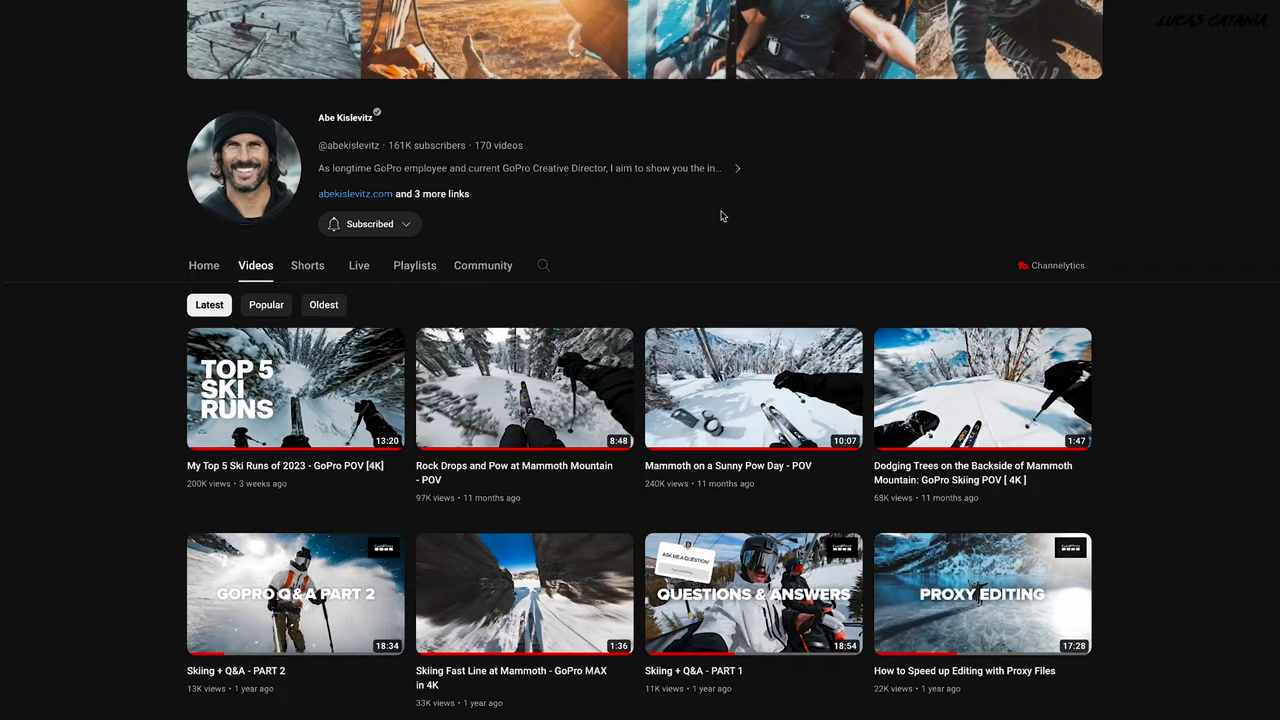 LUCAS CATANIA
Abe Kislevitz
@abekislevitz · 161K subscribers · 170 videos
As longtime GoPro employee and current GoPro Creative Director, I aim to show you the in...
abekislevitz.com and 3 more links
Subscribed
Home Videos Shorts Live Playlists Community
Channelytics
Latest Popular Oldest
TOP 5
SKI
RUNS
13:20
8:48
10:07
1:47
My Top 5 Ski Runs of 2023 - GoPro POV [4K]
200K views · 3 weeks ago
Rock Drops and Pow at Mammoth Mountain
- POV
97K views · 11 months ago
Mammoth on a Sunny Pow Day - POV
240K views · 11 months ago
Dodging Trees on the Backside of Mammoth
Mountain: GoPro Skiing POV [ 4K ]
68K views · 11 months ago
GoPro
GOPRO Q&A PART 2
18:34
1:36
ASK ME A QUESTION!
GoPro
QUESTIONS & ANSWERS
18:54
GoPro
PROXY EDITING
17:28
Skiing + Q&A - PART 2
13K views · 1 year ago
Skiing Fast Line at Mammoth - GoPro MAX
in 4K
33K views · 1 year ago
Skiing + Q&A - PART 1
11K views · 1 year ago
How to Speed up Editing with Proxy Files
22K views · 1 year ago